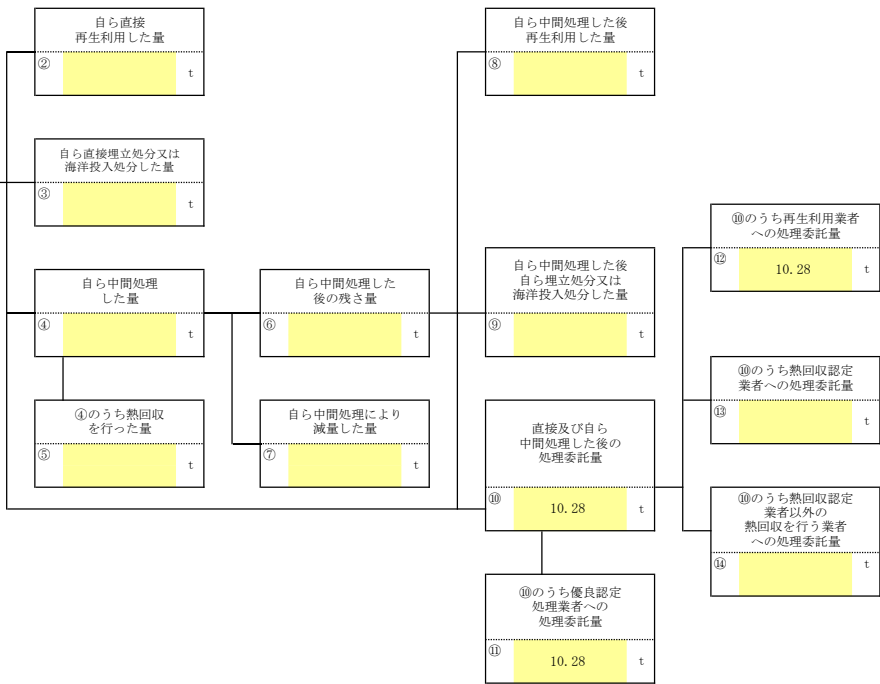 自ら直接
再生利用した量
②
t
自ら中間処理した後
再生利用した量
⑧
t
自ら直接埋立処分又は
海洋投入処分した量
③
t
⑩のうち再生利用業者
への処理委託量
⑫
10.28
t
自ら中間処理
した量
④
t
自ら中間処理した
後の残さ量
⑥
t
自ら中間処理した後
自ら埋立処分又は
海洋投入処分した量
⑨
t
⑩のうち熱回収認定
業者への処理委託量
⑬
t
④のうち熱回収
を行った量
⑤
t
自ら中間処理により
減量した量
⑦
t
直接及び自ら
中間処理した後の
処理委託量
⑩
10.28
t
⑩のうち熱回収認定
業者以外の
熱回収を行う業者
への処理委託量
⑭
t
⑩のうち優良認定
処理業者への
処理委託量
⑪
10.28
t